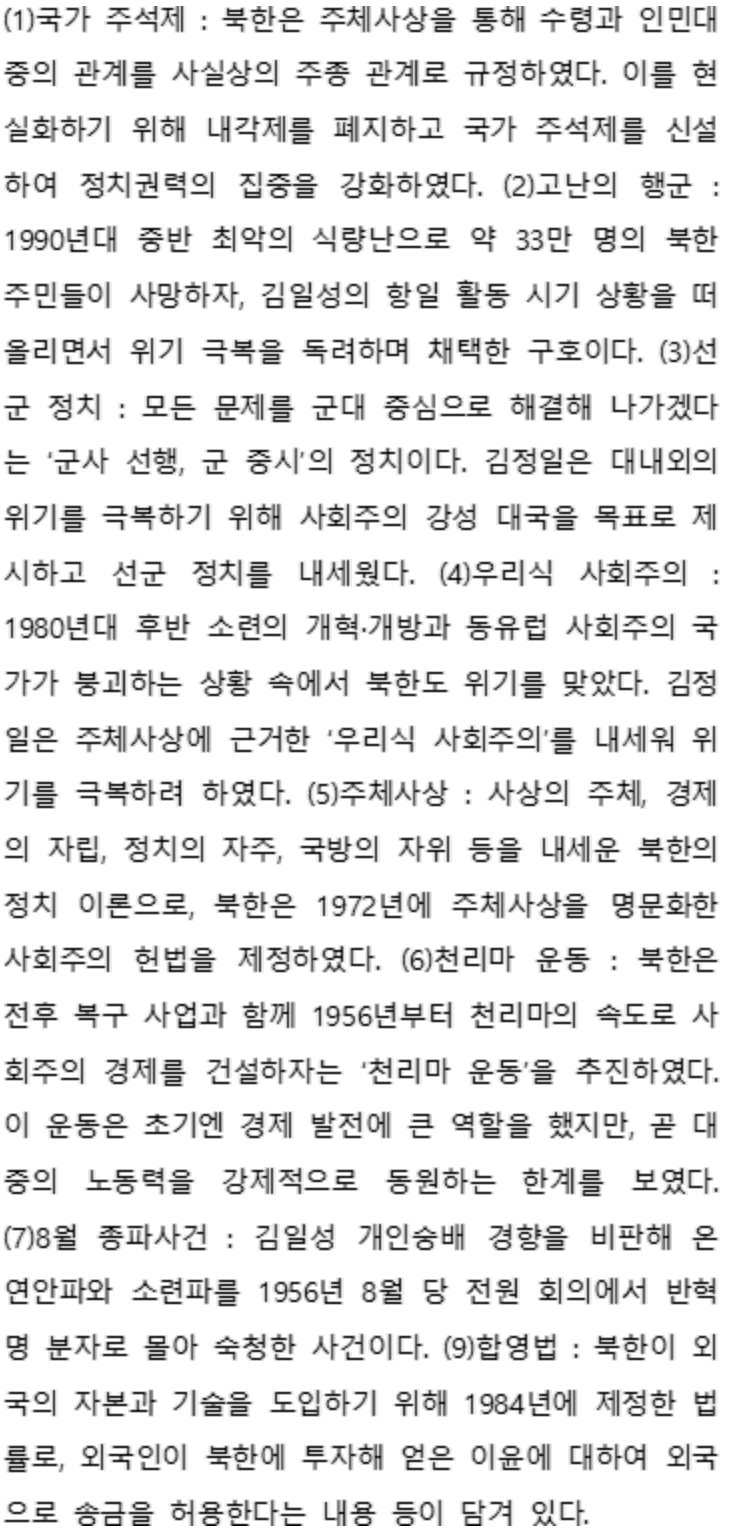 (1)국가 주석제 : 북한은 주체사상을 통해 수령과 인민대
중의 관계를 사실상의 주종 관계로 규정하였다. 이를 현
실화하기 위해 내각제를 폐지하고 국가 주석제를 신설
하여 정치권력의 집중을 강화하였다. (2)고난의 행군 :
1990년대 중반 최악의 식량난으로 약 33만 명의 북한
주민들이 사망하자, 김일성의 항일 활동 시기 상황을 떠
올리면서 위기 극복을 독려하며 채택한 구호이다. (3)선
군 정치 : 모든 문제를 군대 중심으로 해결해 나가겠다
는 ‘군사 선행, 군 중시’의 정치이다. 김정일은 대내외의
위기를 극복하기 위해 사회주의 강성 대국을 목표로 제
시하고 선군 정치를 내세웠다. (4)우리식 사회주의 :
1980년대 후반 소련의 개혁·개방과 동유럽 사회주의 국
가가 붕괴하는 상황 속에서 북한도 위기를 맞았다. 김정
일은 주체사상에 근거한 ‘우리식 사회주의’를 내세워 위
기를 극복하려 하였다. (5)주체사상 : 사상의 주체, 경제
의 자립, 정치의 자주, 국방의 자위 등을 내세운 북한의
정치 이론으로, 북한은 1972년에 주체사상을 명문화한
사회주의 헌법을 제정하였다. (6)천리마 운동 : 북한은
전후 복구 사업과 함께 1956년부터 천리마의 속도로 사
회주의 경제를 건설하자는 ‘천리마 운동’을 추진하였다.
이 운동은 초기엔 경제 발전에 큰 역할을 했지만, 곧 대
중의 노동력을 강제적으로 동원하는 한계를 보였다.
(7)8월 종파사건 : 김일성 개인숭배 경향을 비판해 온
연안파와 소련파를 1956년 8월 당 전원 회의에서 반혁
명 분자로 몰아 숙청한 사건이다. (9)합영법 : 북한이 외
국의 자본과 기술을 도입하기 위해 1984년에 제정한 법
률로, 외국인이 북한에 투자해 얻은 이윤에 대하여 외국
으로 송금을 허용한다는 내용 등이 담겨 있다.